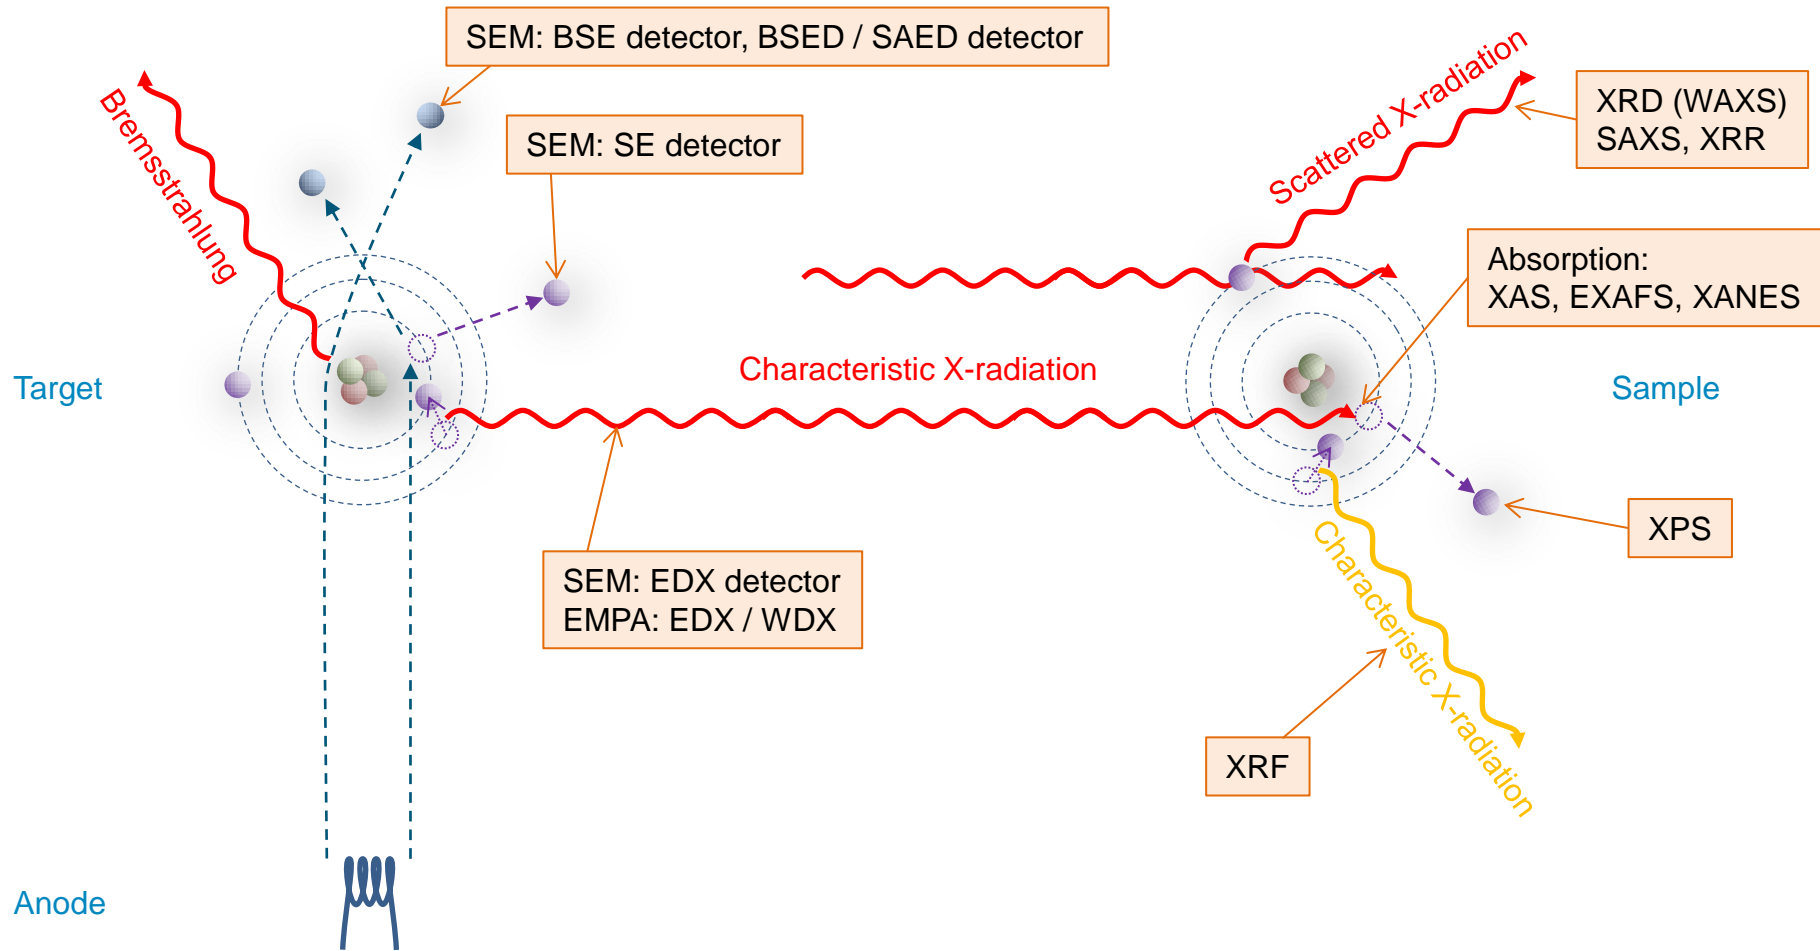 SEM: BSE detector, BSED / SAED detector
Bremsstrahlung
SEM: SE detector
Scattered X-radiation
XRD (WAXS)
SAXS, XRR
Absorption:
XAS, EXAFS, XANES
Target
Characteristic X-radiation
Sample
SEM: EDX detector
EMPA: EDX / WDX
XPS
Characteristic X-radiation
XRF
Anode